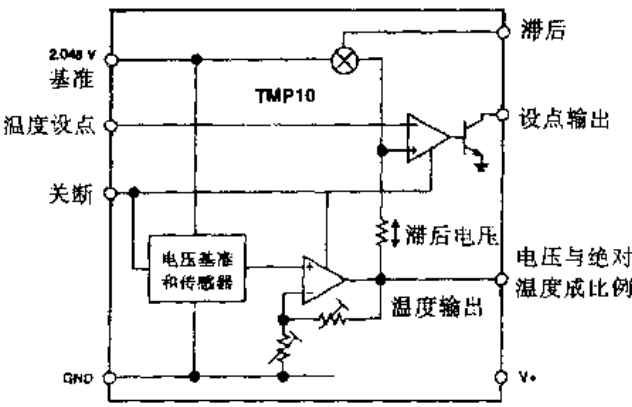 滞后
2.048 V
基准
TMP10
温度设点
设点输出
关断
滞后电压
电压基准
和传感器
电压与绝对
温度成比例
温度输出
GND
V+